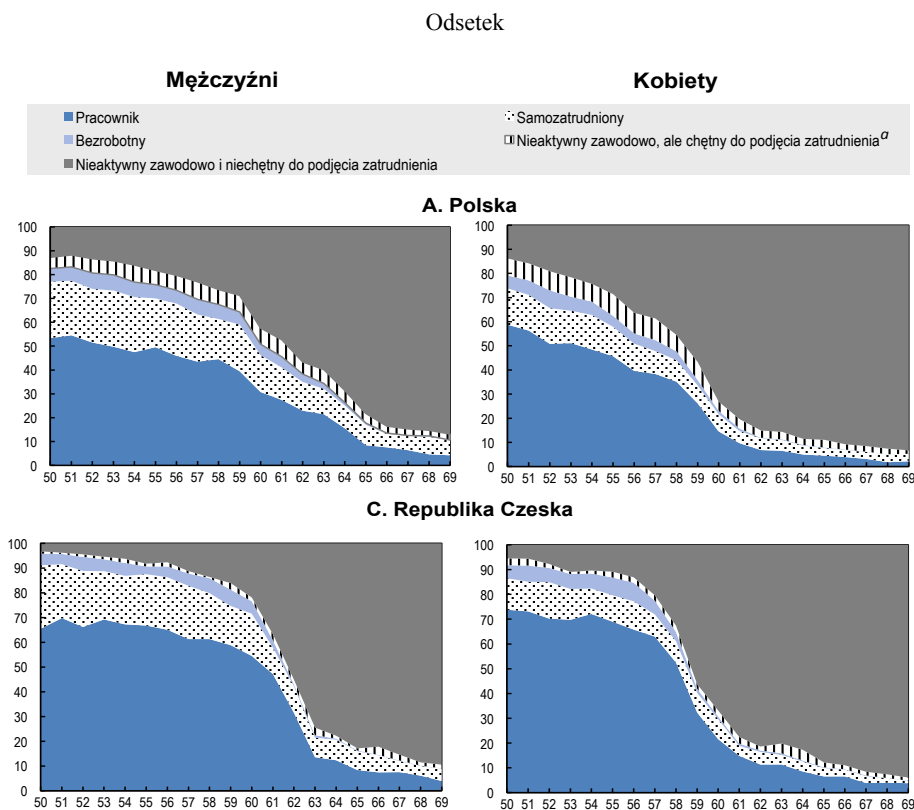 Odsetek
Mężczyźni Kobiety
Pracownik Samozatrudniony
Bezrobotny Nieaktywny zawodowo, ale chętny do podjęcia zatrudnienia a
Nieaktywny zawodowo i niechętny do podjęcia zatrudnienia
A. Polska
100 100
90 90
80 80
70 70
60 60
50 50
40 40
30 30
20 20
10 10
0 0
50 51 52 53 54 55 56 57 58 59 60 61 62 63 64 65 66 67 68 69 50 51 52 53 54 55 56 57 58 59 60 61 62 63 64 65 66 67 68 69
C. Republika Czeska
100 100
90 90
80 80
70 70
60 60
50 50
40 40
30 30
20 20
10 10
0 0
50 51 52 53 54 55 56 57 58 59 60 61 62 63 64 65 66 67 68 69 50 51 52 53 54 55 56 57 58 59 60 61 62 63 64 65 66 67 68 69